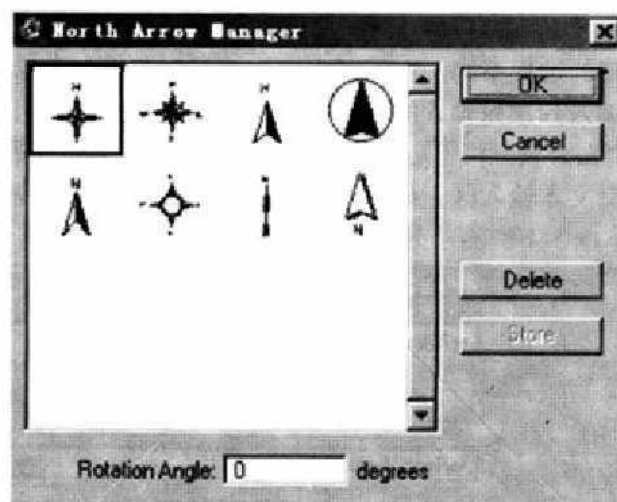 North Arrow Manager
OK
Cancel
N
N
N
N
Delete
Store
Rotation Angle: 0 degrees